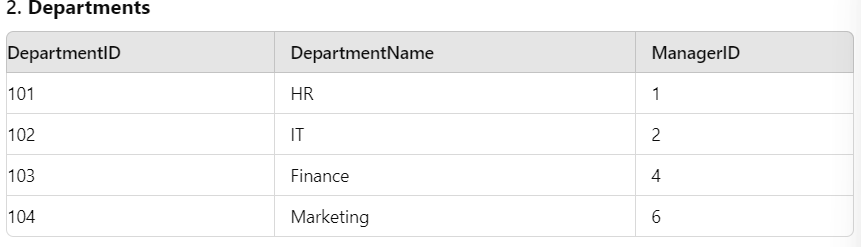 2. Departments
DepartmentID DepartmentName ManagerID
101 HR 1
102 IT 2
103 Finance 4
104 Marketing 6